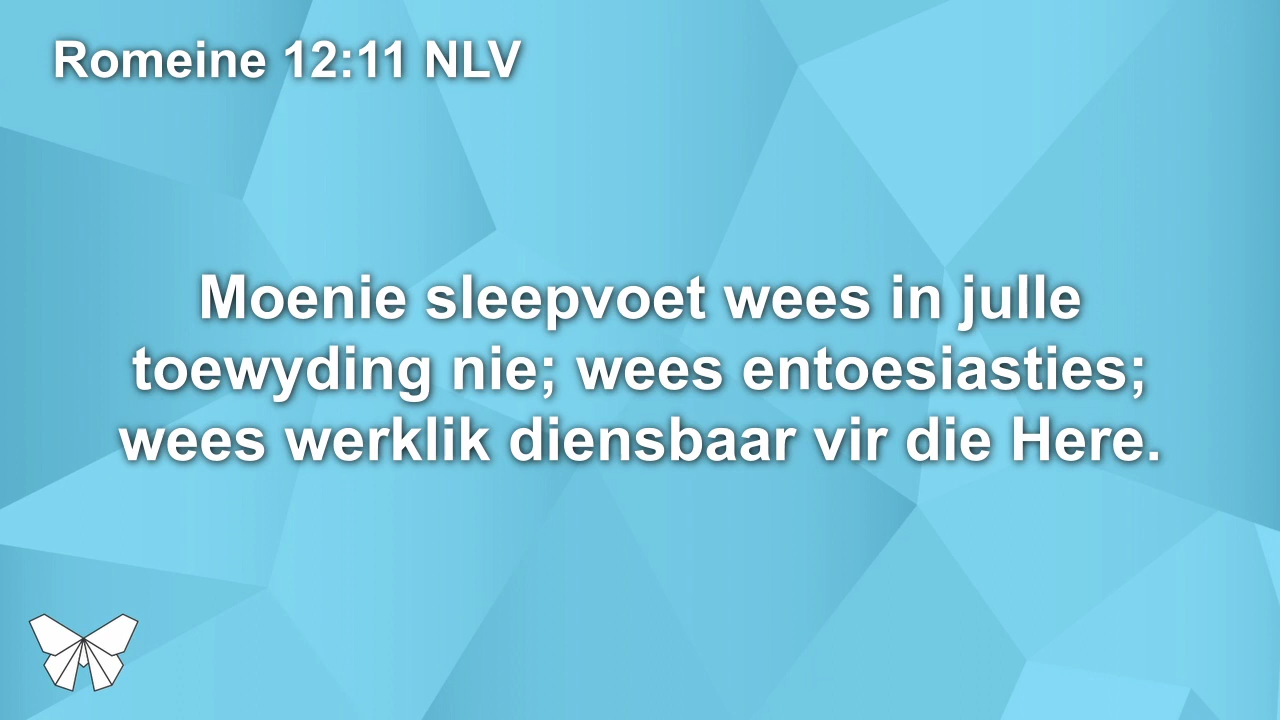 Romeine 12:11 NLV
Moenie sleepvoet wees in julle
toewyding nie; wees entoesiasties;
wees werklik diensbaar vir die Here.